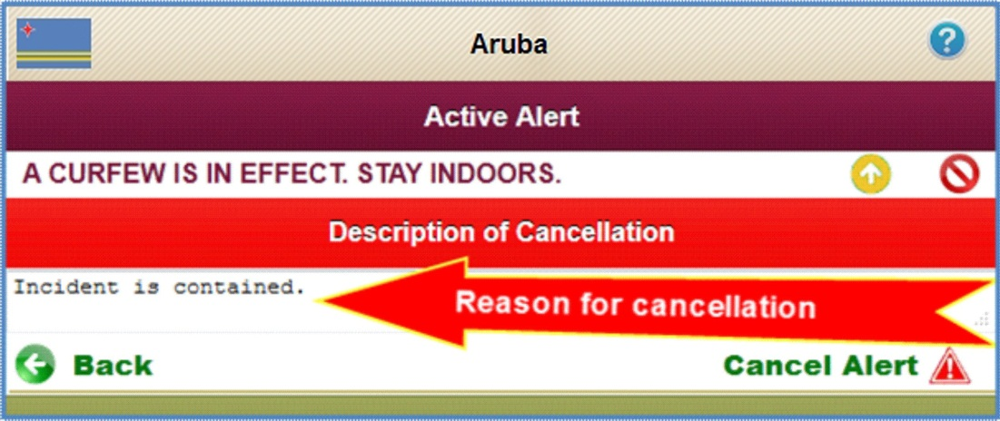 Aruba
?
Active Alert
A CURFEW IS IN EFFECT. STAY INDOORS.
Description of Cancellation
Incident is contained.
Reason for cancellation
Back
Cancel Alert